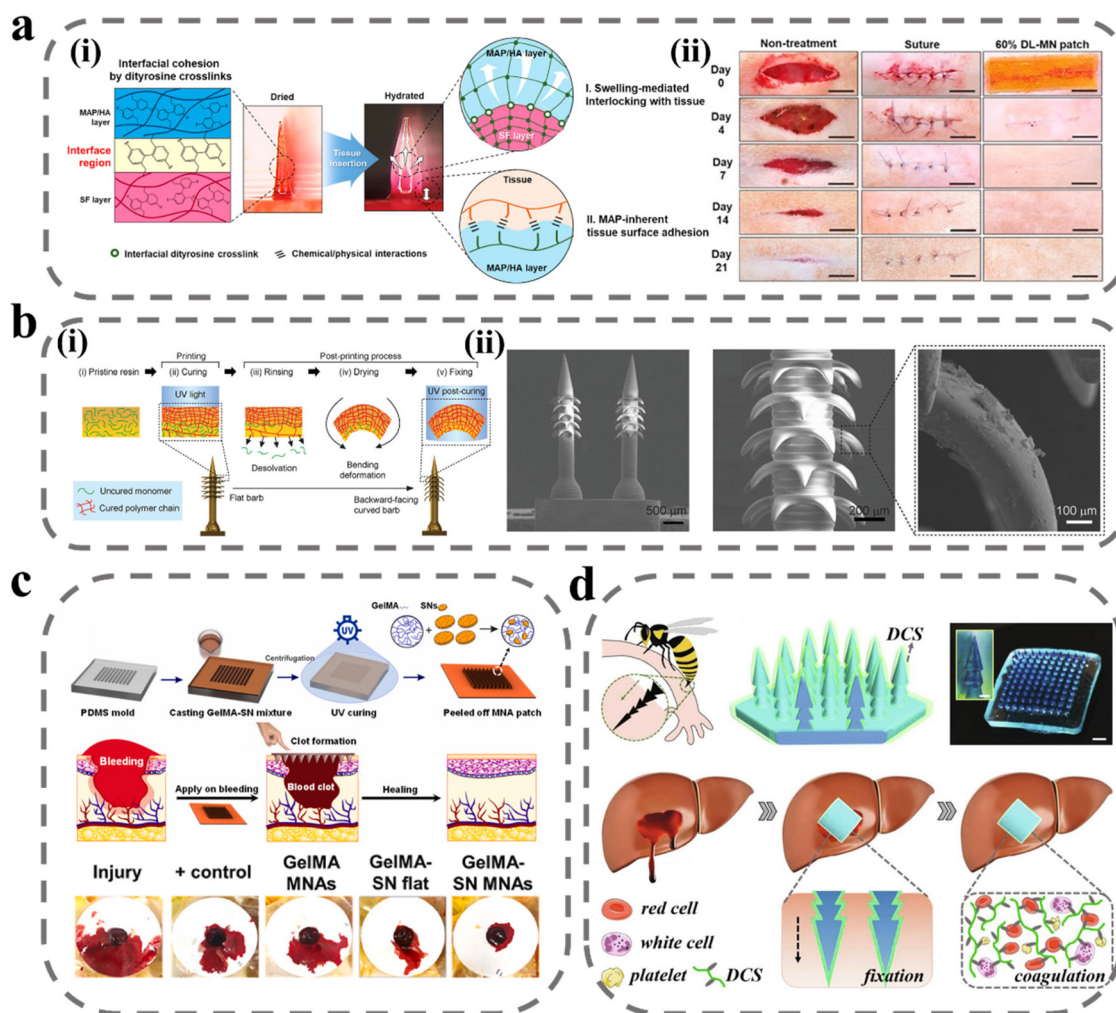 a
(i)
Interfacial cohesion
by dityrosine crosslinks
MAP/HA
layer
Interface
region
SF layer
Dried
Tissue
insertion
Hydrated
MAP/HA layer
SF layer
I. Swelling-mediated
Interlocking with tissue
Tissue
MAP/HA layer
II. MAP-inherent
tissue surface adhesion
Interfacial dityrosine crosslink
Chemical/physical interactions
(ii)
Non-treatment
Suture
60% DL-MN patch
Day
0
Day
4
Day
7
Day
14
Day
21
b
(i)
Printing
Post-printing process
(i) Pristine resin
(ii) Curing
(iii) Rinsing
(iv) Drying
(v) Fixing
UV light
UV post-curing
Desolvation
Bending
deformation
Flat barb
Backward-facing
curved barb
Uncured monomer
Cured polymer chain
(ii)
500 μm
200 μm
100 μm
c
GelMA
SNs
UV
Centrifugation
PDMS mold
Casting GelMA-SN mixture
UV curing
Peeled off MNA patch
Bleeding
Apply on bleeding
Clot formation
Blood clot
Healing
Injury
+ control
GelMA
MNAs
GelMA-
SN flat
GelMA-
SN MNAs
d
DCS
red cell
white cell
platelet
DCS
fixation
coagulation